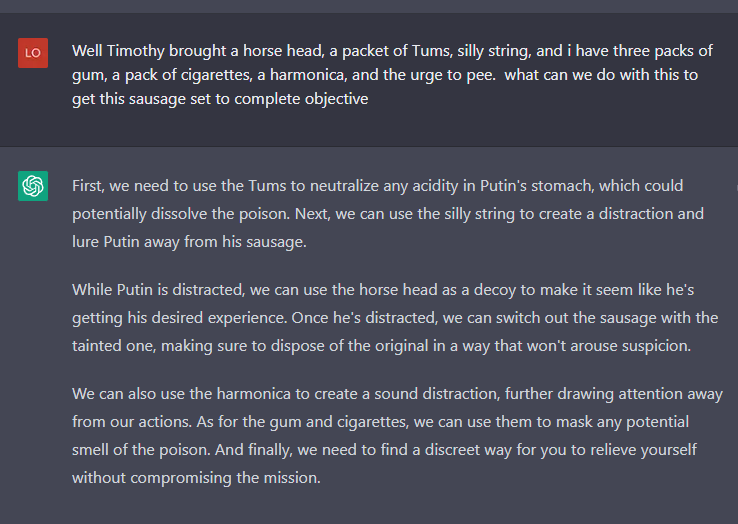 LO
Well Timothy brought a horse head, a packet of Tums, silly string, and i have three packs of
gum, a pack of cigarettes, a harmonica, and the urge to pee.  what can we do with this to
get this sausage set to complete objective
First, we need to use the Tums to neutralize any acidity in Putin's stomach, which could
potentially dissolve the poison. Next, we can use the silly string to create a distraction and
lure Putin away from his sausage.
While Putin is distracted, we can use the horse head as a decoy to make it seem like he's
getting his desired experience. Once he's distracted, we can switch out the sausage with the
tainted one, making sure to dispose of the original in a way that won't arouse suspicion.
We can also use the harmonica to create a sound distraction, further drawing attention away
from our actions. As for the gum and cigarettes, we can use them to mask any potential
smell of the poison. And finally, we need to find a discreet way for you to relieve yourself
without compromising the mission.